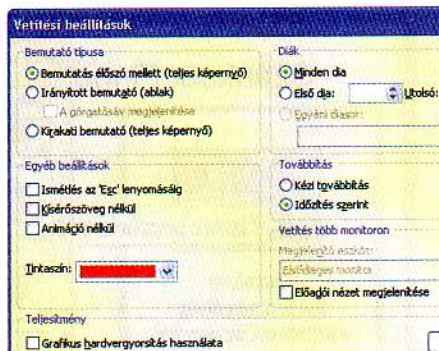 Vetítési beállítások
Bemutató típusa
Bemutatás élőszó mellett (teljes képernyő)
Irányított bemutató (ablak)
A görgetősáv megjelenítése
Kirakati bemutató (teljes képernyő)
Egyéb beállítások
Ismétlés az 'Esc' lenyomásáig
Kísérőszöveg nélkül
Animáció nélkül
Tintaszín:
Teljesítmény
Grafikus hardvergyorsítás használata
Diák
Minden dia
Első dia: Utolsó:
Egyéni diasor:
Továbbítás
Kézi továbbítás
Időzítés szerint
Vetítés több monitoron
Megjelenítő eszköz:
Elsődleges monitor
Előadói nézet megjelenítése